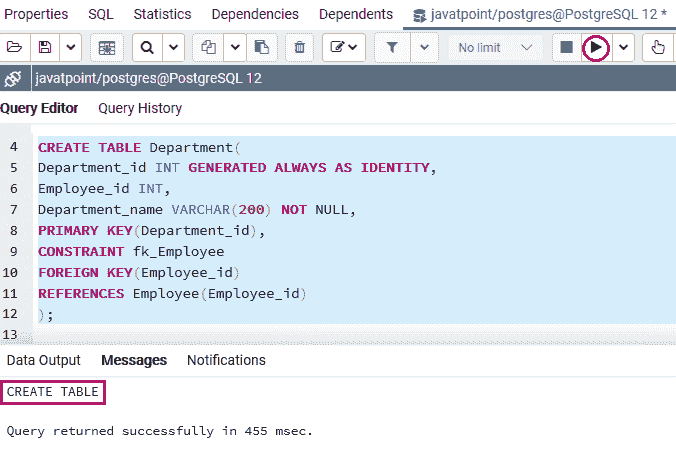 Properties SQL Statistics Dependencies Dependents javatpoint/postgres@PostgreSQL 12 *
No limit
javatpoint/postgres@PostgreSQL 12
Query Editor Query History
4 CREATE TABLE Department(
5 Department_id INT GENERATED ALWAYS AS IDENTITY,
6 Employee_id INT,
7 Department_name VARCHAR(200) NOT NULL,
8 PRIMARY KEY(Department_id),
9 CONSTRAINT fk_Employee
10 FOREIGN KEY(Employee_id)
11 REFERENCES Employee(Employee_id)
12 );
13
Data Output Messages Notifications
CREATE TABLE
Query returned successfully in 455 msec.